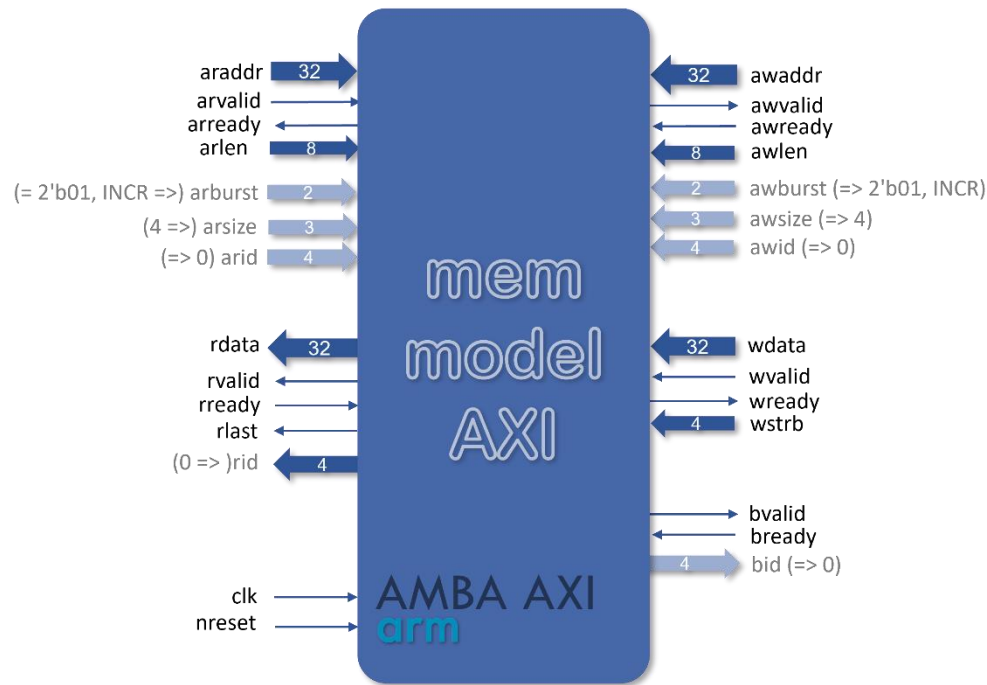 araddr 32
arvalid
arready
arlen 8
(= 2'b01, INCR =>) arburst 2
(4 =>) arsize 3
(=> 0) arid 4
rdata 32
rvalid
rready
rlast
(0 => )rid 4
clk
nreset
mem
model
AXI
AMBA AXI
arm
32 awaddr
awvalid
awready
8 awlen
2 awburst (=> 2'b01, INCR)
3 awsize (=> 4)
4 awid (=> 0)
32 wdata
wvalid
wready
4 wstrb
bvalid
bready
4 bid (=> 0)